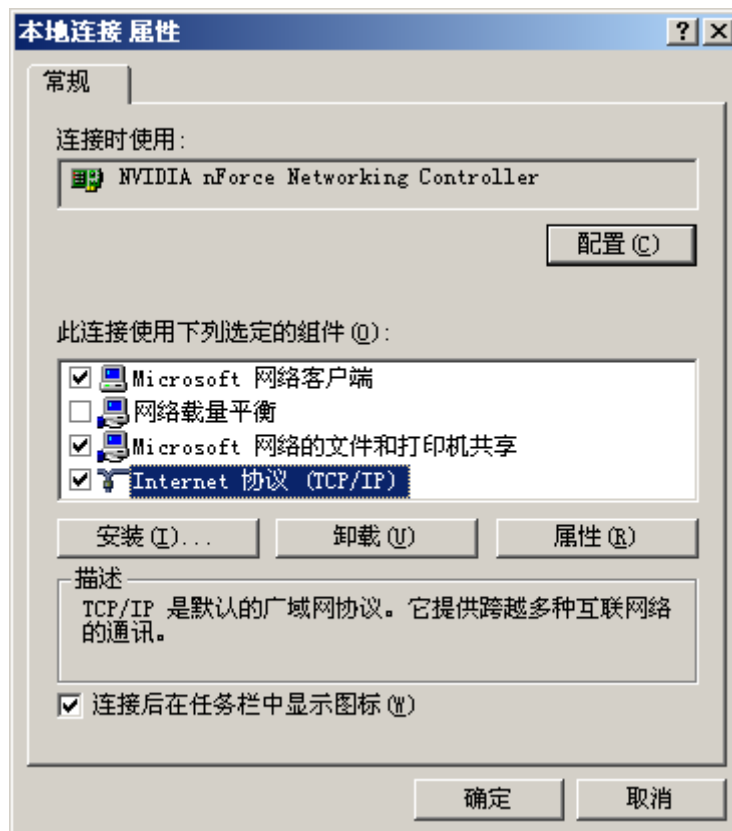 本地连接 属性
常规
连接时使用:
NVIDIA nForce Networking Controller
配置(C)
此连接使用下列选定的组件(O):
Microsoft 网络客户端
网络载量平衡
Microsoft 网络的文件和打印机共享
Internet 协议 (TCP/IP)
安装(I)...
卸载(U)
属性(R)
描述
TCP/IP 是默认的广域网协议。它提供跨越多种互联网络
的通讯。
连接后在任务栏中显示图标(W)
确定
取消